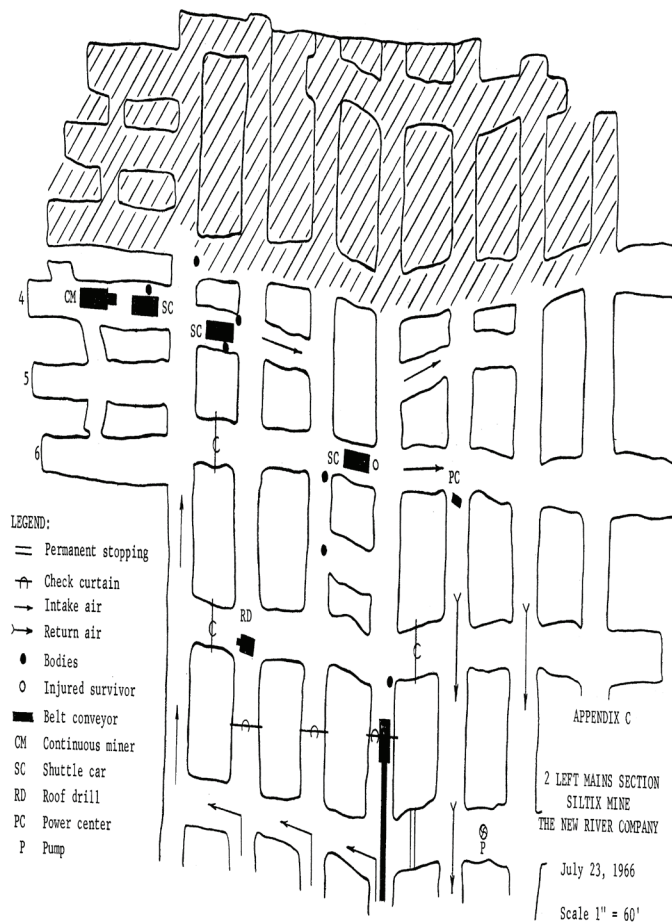 4
CM
SC
SC
5
6
C
SC
PC
LEGEND:
Permanent stopping
Check curtain
Intake air
Return air
Bodies
Injured survivor
Belt conveyor
CM Continuous miner
SC Shuttle car
RD Roof drill
PC Power center
P Pump
C
RD
C
C
C
C
P
APPENDIX C
2 LEFT MAINS SECTION
SILTIX MINE
THE NEW RIVER COMPANY
July 23, 1966
Scale 1" = 60'